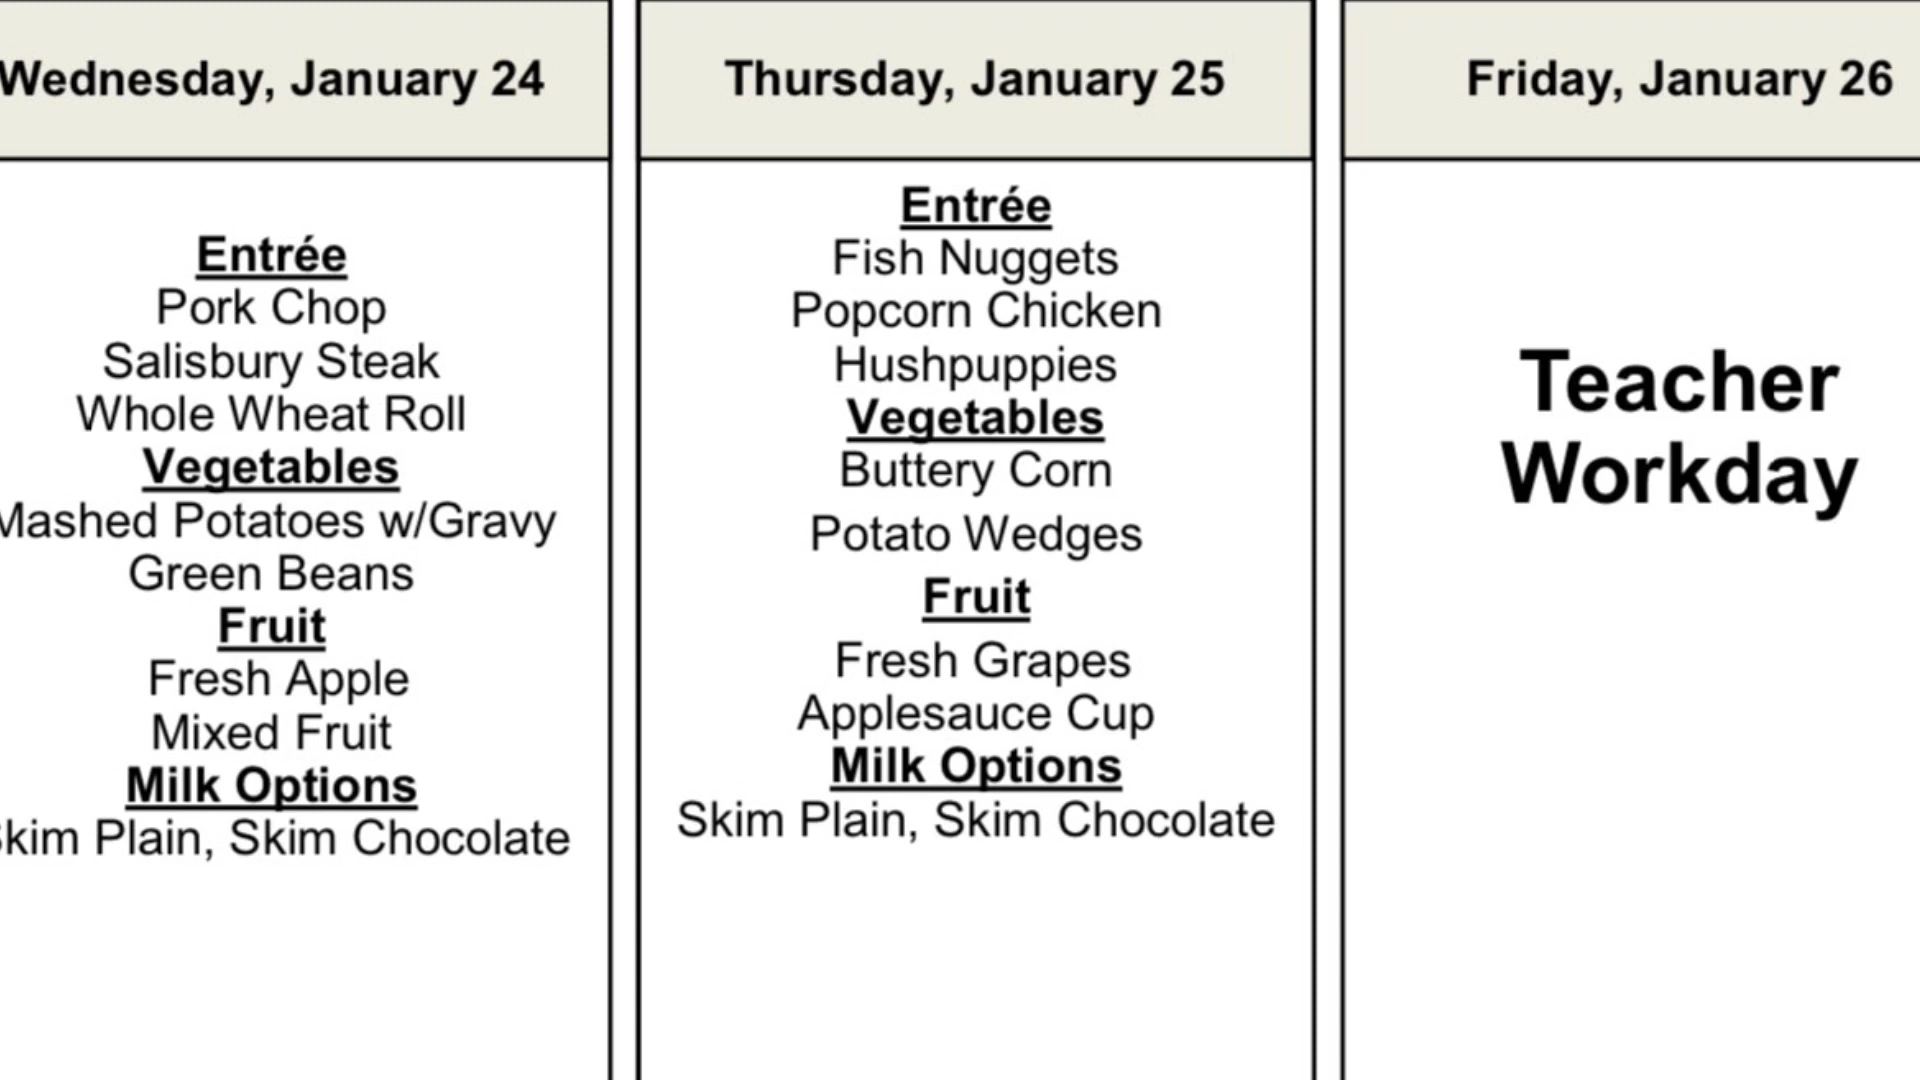 Wednesday, January 24
Entrée
Pork Chop
Salisbury Steak
Whole Wheat Roll
Vegetables
Mashed Potatoes w/Gravy
Green Beans
Fruit
Fresh Apple
Mixed Fruit
Milk Options
Skim Plain, Skim Chocolate
Thursday, January 25
Entrée
Fish Nuggets
Popcorn Chicken
Hushpuppies
Vegetables
Buttery Corn
Potato Wedges
Fruit
Fresh Grapes
Applesauce Cup
Milk Options
Skim Plain, Skim Chocolate
Friday, January 26
Teacher
Workday